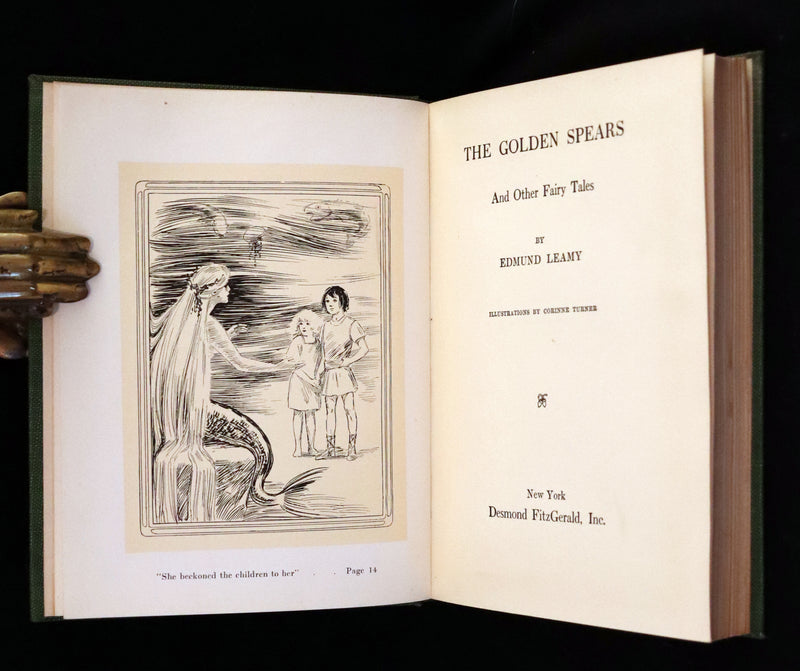 "She beckoned the children to her" . . Page 14
THE GOLDEN SPEARS
And Other Fairy Tales
BY
EDMUND LEAMY
ILLUSTRATIONS BY CORINNE TURNER
New York
Desmond FitzGerald, Inc.